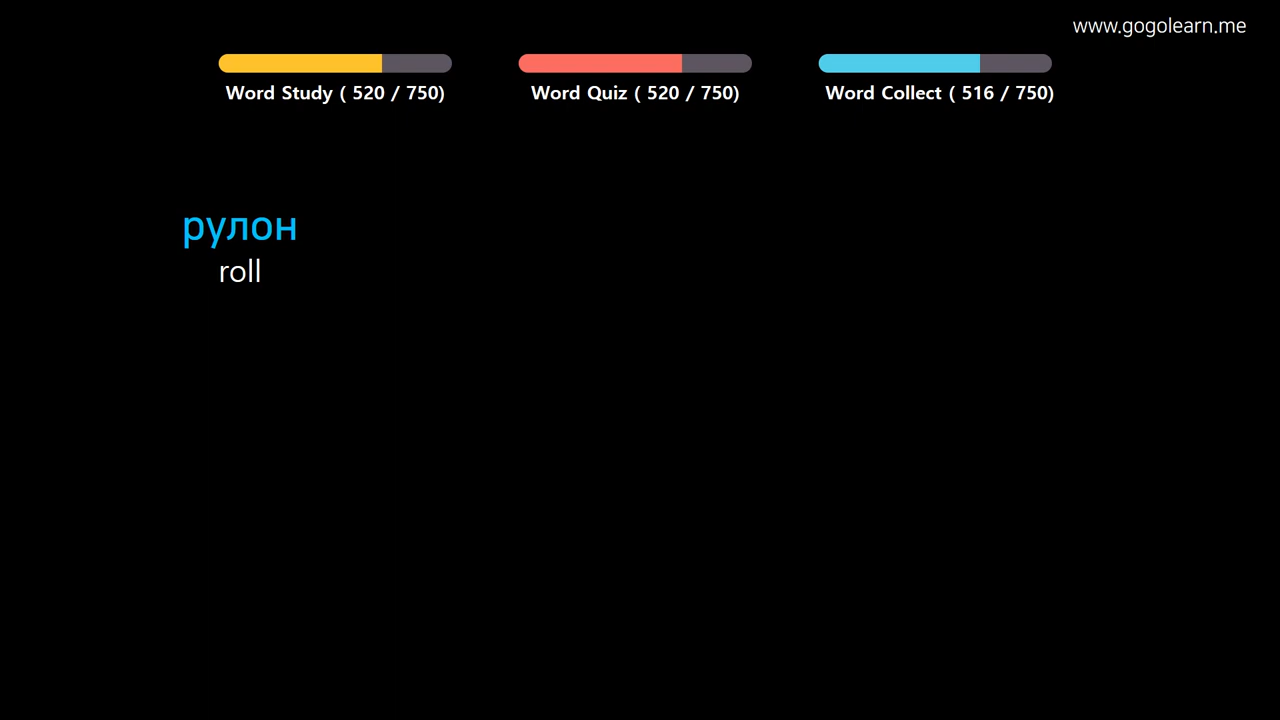 www.gogolearn.me
Word Study ( 520 / 750)
Word Quiz ( 520 / 750)
Word Collect ( 516 / 750)
рулон
roll